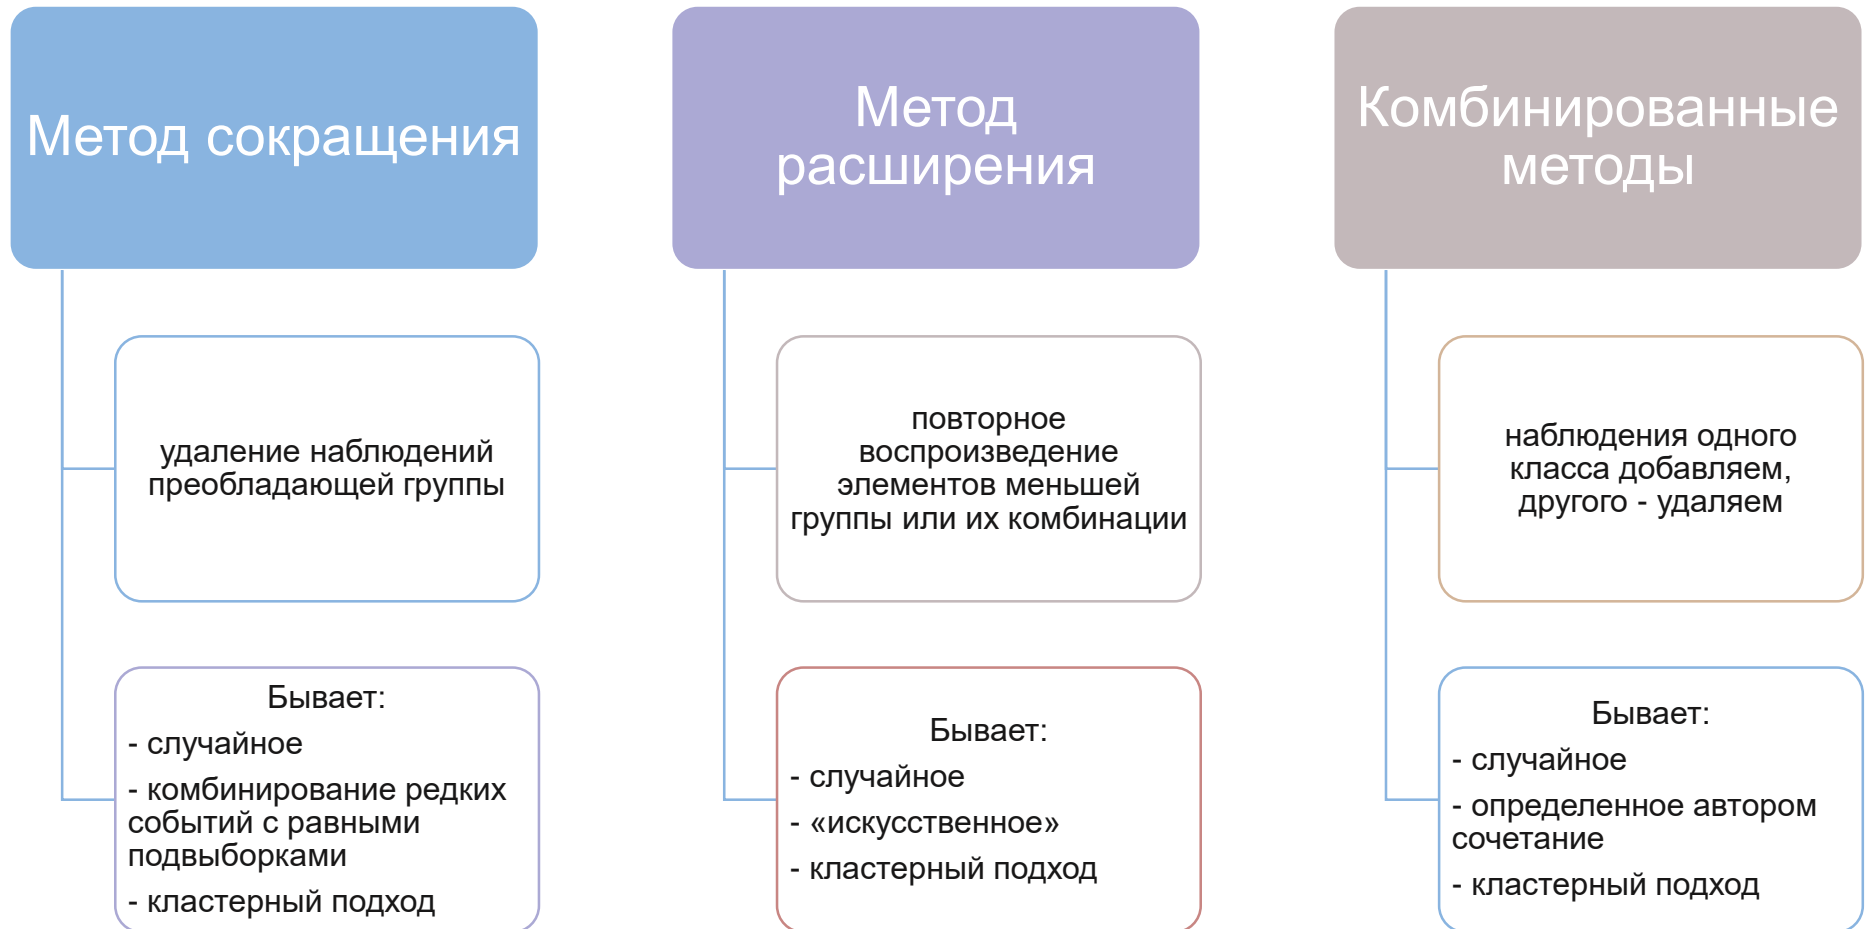 Метод сокращения
удаление наблюдений
преобладающей группы
Бывает:
- случайное
- комбинирование редких
событий с равными
подвыборками
- кластерный подход
Метод
расширения
повторное
воспроизведение
элементов меньшей
группы или их комбинации
Бывает:
- случайное
- «искусственное»
- кластерный подход
Комбинированные
методы
наблюдения одного
класса добавляем,
другого - удаляем
Бывает:
- случайное
- определенное автором
сочетание
- кластерный подход